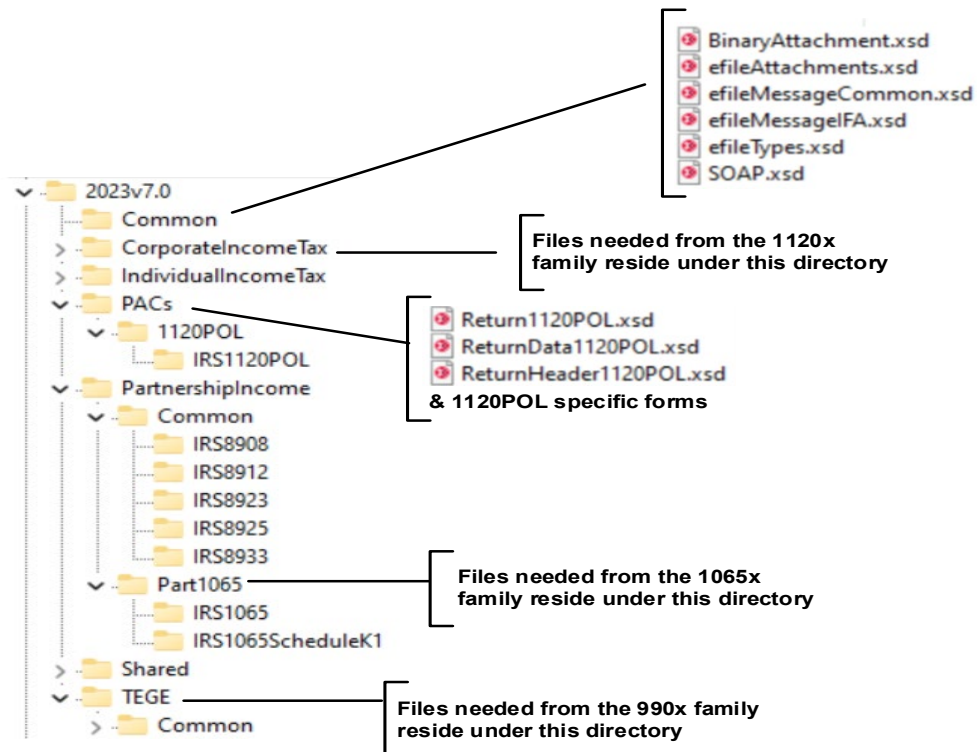 BinaryAttachment.xsd
efileAttachments.xsd
efileMessageCommon.xsd
efileMessageIFA.xsd
efileTypes.xsd
SOAP.xsd
2023v7.0
Common
CorporateIncomeTax
Files needed from the 1120x
family reside under this directory
IndividualIncomeTax
PACs
1120POL
IRS1120POL
Return1120POL.xsd
ReturnData1120POL.xsd
ReturnHeader1120POL.xsd
& 1120POL specific forms
PartnershipIncome
Common
IRS8908
IRS8912
IRS8923
IRS8925
IRS8933
Part1065
Files needed from the 1065x
family reside under this directory
IRS1065
IRS1065ScheduleK1
Shared
TEGE
Files needed from the 990x family
reside under this directory
Common